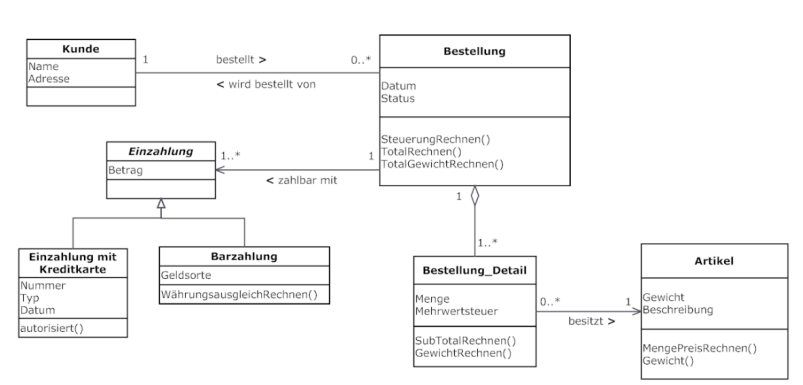 Kunde
Name
Adresse
1
bestellt >
0..*
< wird bestellt von
Bestellung
Datum
Status
SteuerungRechnen()
TotalRechnen()
TotalGewichtRechnen()
Einzahlung
Betrag
1..*
1
< zahlbar mit
Einzahlung mit
Kreditkarte
Nummer
Typ
Datum
autorisiert()
Barzahlung
Geldsorte
WährungsausgleichRechnen()
1
1..*
Bestellung_Detail
Menge
Mehrwertsteuer
SubTotalRechnen()
GewichtRechnen()
0..*
1
besitzt >
Artikel
Gewicht
Beschreibung
MengePreisRechnen()
Gewicht()